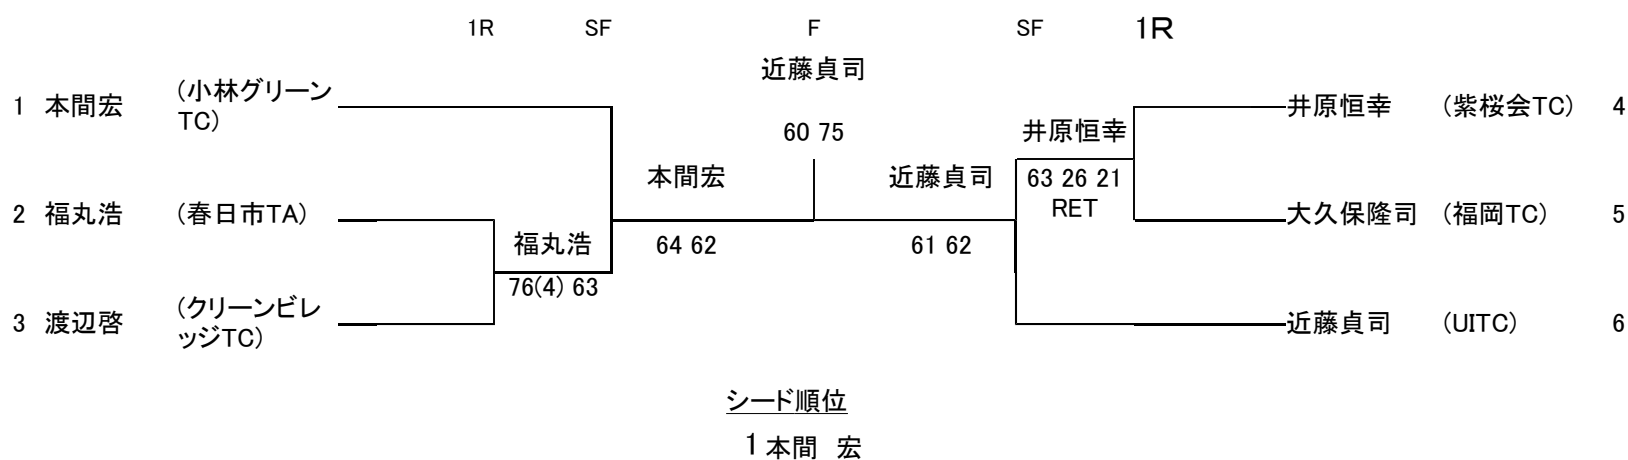 1R SF F SF 1R
近藤貞司
1 本間宏 (小林グリーン
TC)
井原恒幸 (紫桜会TC) 4
60 75
井原恒幸
本間宏
近藤貞司
63 26 21
RET
2 福丸浩 (春日市TA)
大久保隆司 (福岡TC) 5
福丸浩
64 62
61 62
76(4) 63
3 渡辺啓 (クリーンビレ
ッジTC)
近藤貞司 (UITC) 6
シード順位
1 本間 宏